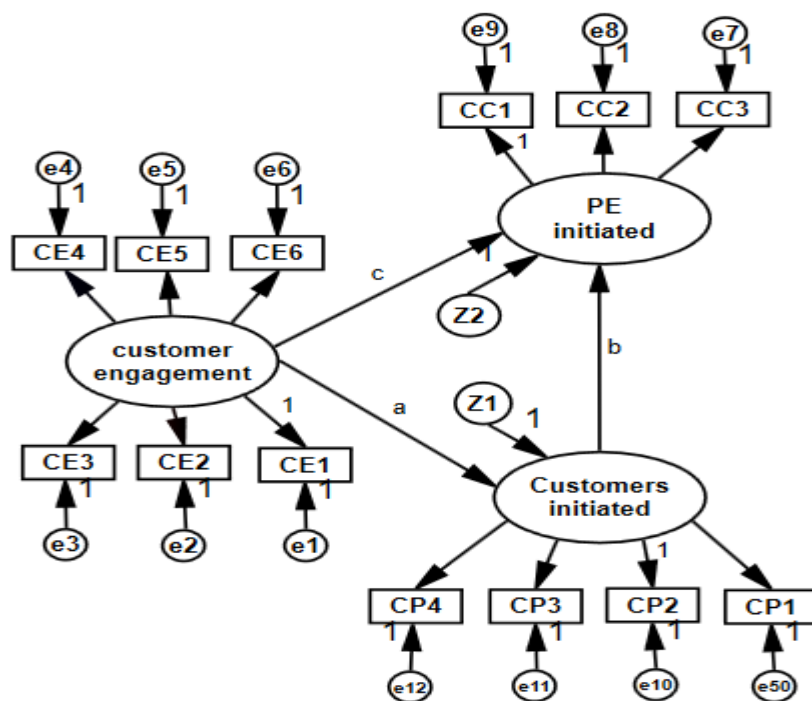 e9
e8
e7
1
1
1
CC1
CC2
CC3
1
e4
e5
e6
1
1
1
CE4
CE5
CE6
PE
initiated
c
1
Z2
customer
engagement
b
1
a
Z1
1
CE3
CE2
CE1
1
1
1
e3
e2
e1
Customers
initiated
1
CP4
CP3
CP2
CP1
1
1
1
1
e12
e11
e10
e50